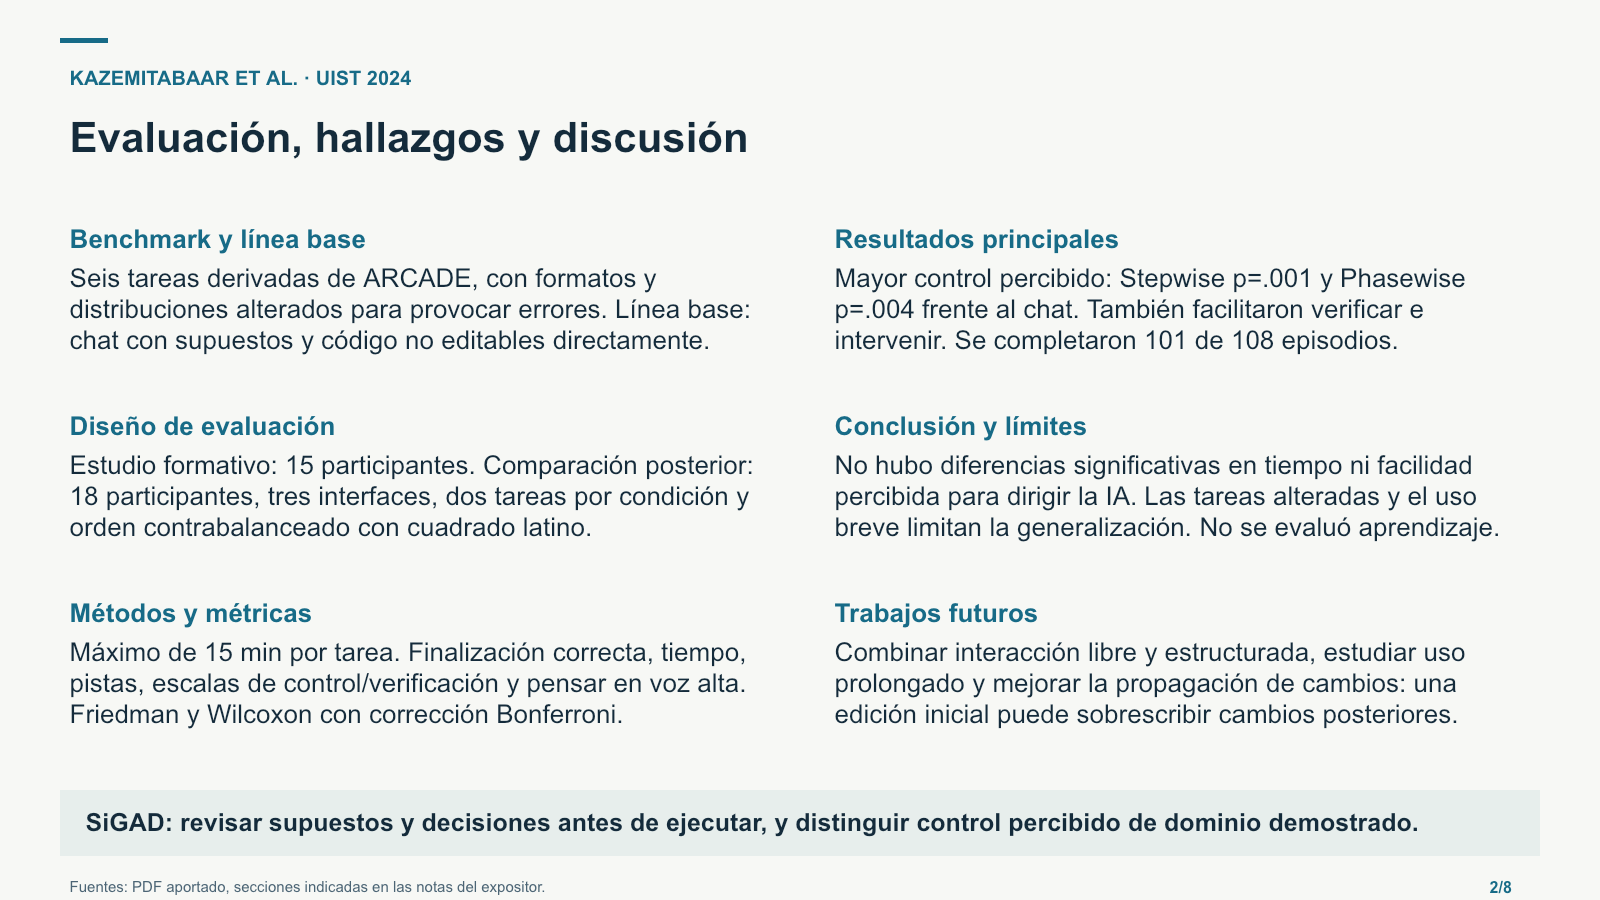 KAZEMITABAAR ET AL. · UIST 2024
Evaluación, hallazgos y discusión
Benchmark y línea base
Seis tareas derivadas de ARCADE, con formatos y
distribuciones alterados para provocar errores. Línea base:
chat con supuestos y código no editables directamente.
Diseño de evaluación
Estudio formativo: 15 participantes. Comparación posterior:
18 participantes, tres interfaces, dos tareas por condición y
orden contrabalanceado con cuadrado latino.
Métodos y métricas
Máximo de 15 min por tarea. Finalización correcta, tiempo,
pistas, escalas de control/verificación y pensar en voz alta.
Friedman y Wilcoxon con corrección Bonferroni.
Resultados principales
Mayor control percibido: Stepwise p=.001 y Phasewise
p=.004 frente al chat. También facilitaron verificar e
intervenir. Se completaron 101 de 108 episodios.
Conclusión y límites
No hubo diferencias significativas en tiempo ni facilidad
percibida para dirigir la IA. Las tareas alteradas y el uso
breve limitan la generalización. No se evaluó aprendizaje.
Trabajos futuros
Combinar interacción libre y estructurada, estudiar uso
prolongado y mejorar la propagación de cambios: una
edición inicial puede sobrescribir cambios posteriores.
SiGAD: revisar supuestos y decisiones antes de ejecutar, y distinguir control percibido de dominio demostrado.
Fuentes: PDF aportado, secciones indicadas en las notas del expositor.
2/8